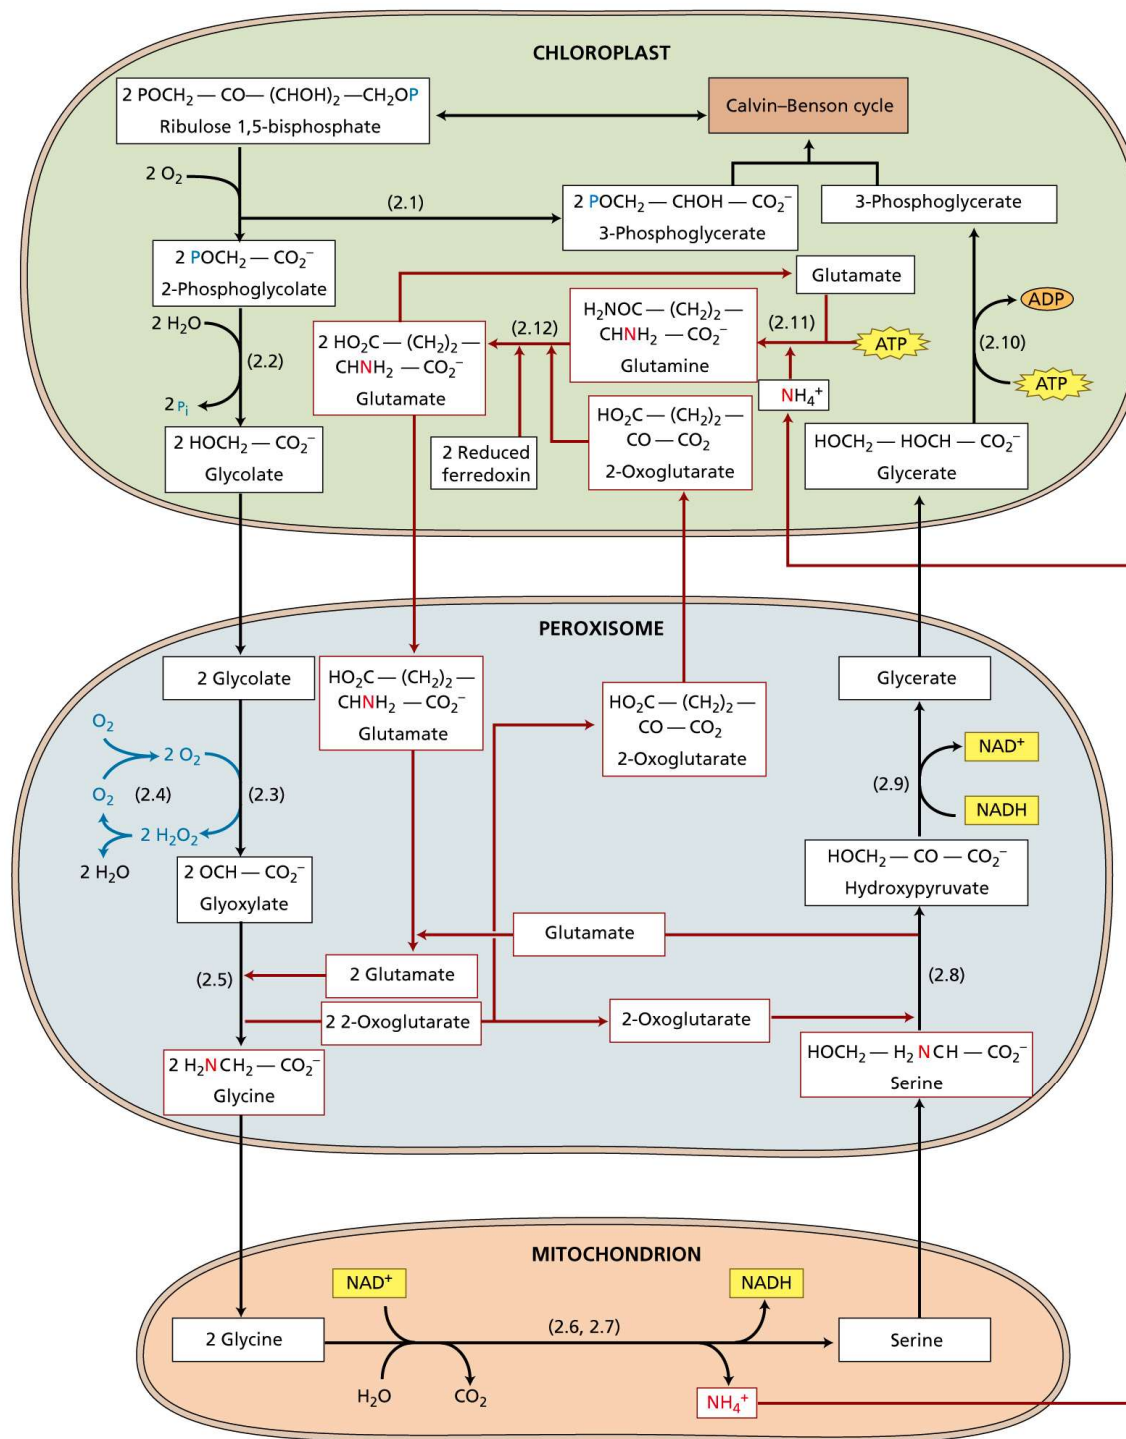 CHLOROPLAST
2 POCH₂ — CO — (CHOH)₂ — CH₂OP
Ribulose 1,5-bisphosphate
Calvin–Benson cycle
2 O₂
(2.1)
2 POCH₂ — CHOH — CO₂⁻
3-Phosphoglycerate
3-Phosphoglycerate
2 POCH₂ — CO₂⁻
2-Phosphoglycolate
Glutamate
2 H₂O
(2.2)
2 Pᵢ
2 HO₂C — (CH₂)₂ —
CHNH₂ — CO₂⁻
Glutamate
(2.12)
H₂NOC — (CH₂)₂ —
CHNH₂ — CO₂⁻
Glutamine
(2.11)
ATP
NH₄⁺
ADP
(2.10)
ATP
2 HOCH₂ — CO₂⁻
Glycolate
2 Reduced
ferredoxin
HO₂C — (CH₂)₂ —
CO — CO₂
2-Oxoglutarate
HOCH₂ — HOCH — CO₂⁻
Glycerate
PEROXISOME
2 Glycolate
HO₂C — (CH₂)₂ —
CHNH₂ — CO₂⁻
Glutamate
HO₂C — (CH₂)₂ —
CO — CO₂
2-Oxoglutarate
Glycerate
O₂
2 O₂
O₂
(2.4)
(2.3)
2 H₂O₂
2 H₂O
NAD⁺
(2.9)
NADH
2 OCH — CO₂⁻
Glyoxylate
HOCH₂ — CO — CO₂⁻
Hydroxypyruvate
Glutamate
(2.5)
2 Glutamate
(2.8)
2 2-Oxoglutarate
2-Oxoglutarate
2 H₂NCH₂ — CO₂⁻
Glycine
HOCH₂ — H₂NCH — CO₂⁻
Serine
MITOCHONDRION
NAD⁺
NADH
2 Glycine
(2.6, 2.7)
Serine
H₂O
CO₂
NH₄⁺